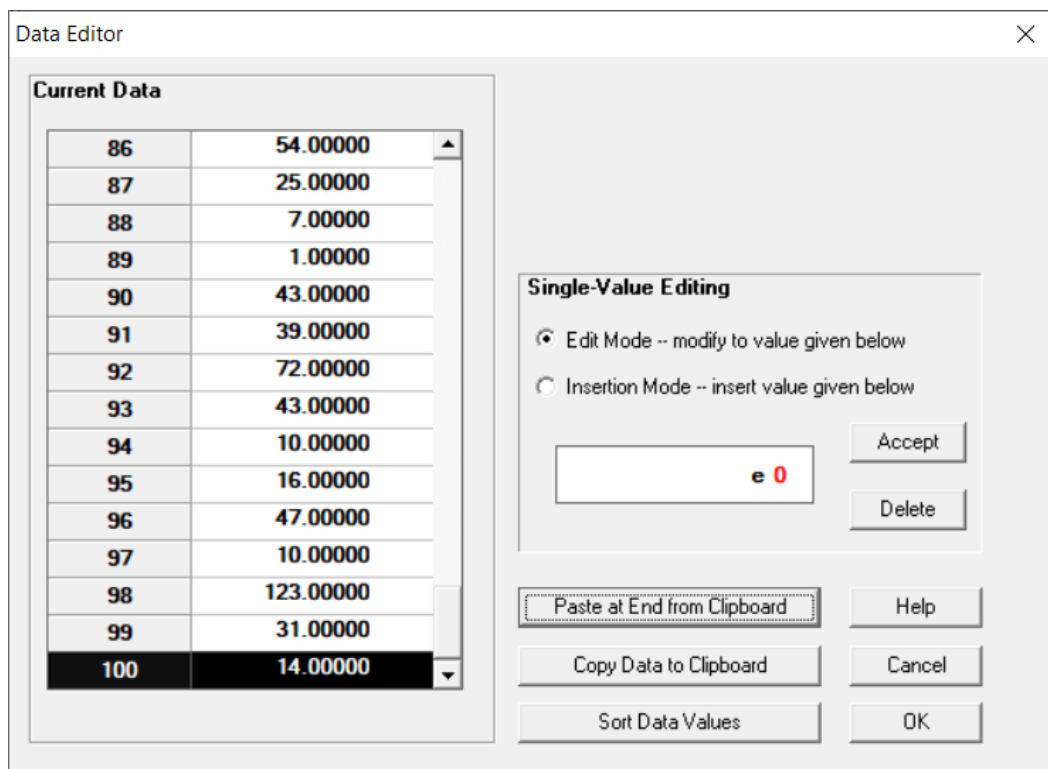 Data Editor
Current Data
86 54.00000
87 25.00000
88 7.00000
89 1.00000
90 43.00000
91 39.00000
92 72.00000
93 43.00000
94 10.00000
95 16.00000
96 47.00000
97 10.00000
98 123.00000
99 31.00000
100 14.00000
Single-Value Editing
Edit Mode -- modify to value given below
Insertion Mode -- insert value given below
e 0
Accept
Delete
Paste at End from Clipboard
Help
Copy Data to Clipboard
Cancel
Sort Data Values
OK